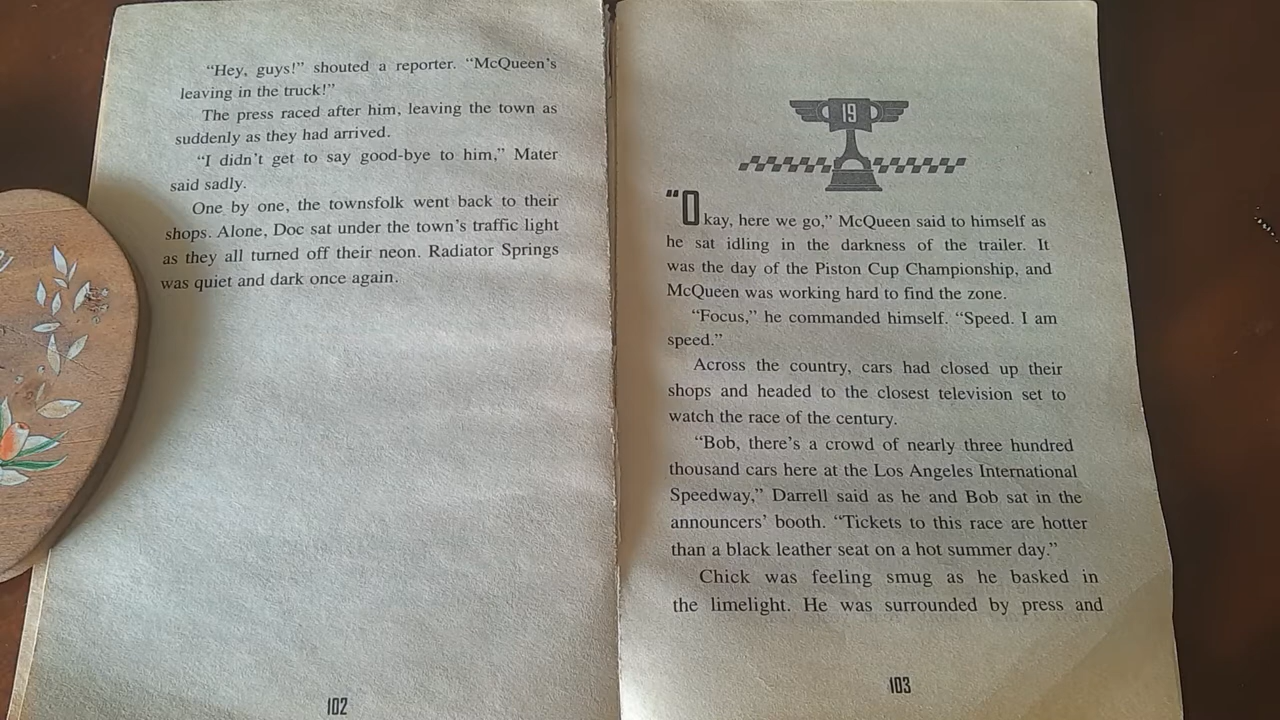 “Hey, guys!” shouted a reporter. “McQueen’s
leaving in the truck!”
The press raced after him, leaving the town as
suddenly as they had arrived.
“I didn’t get to say good-bye to him,” Mater
said sadly.
One by one, the townsfolk went back to their
shops. Alone, Doc sat under the town’s traffic light
as they all turned off their neon. Radiator Springs
was quiet and dark once again.
102
19
“Okay, here we go,” McQueen said to himself as
he sat idling in the darkness of the trailer. It
was the day of the Piston Cup Championship, and
McQueen was working hard to find the zone.
“Focus,” he commanded himself. “Speed. I am
speed.”
Across the country, cars had closed up their
shops and headed to the closest television set to
watch the race of the century.
“Bob, there’s a crowd of nearly three hundred
thousand cars here at the Los Angeles International
Speedway,” Darrell said as he and Bob sat in the
announcers’ booth. “Tickets to this race are hotter
than a black leather seat on a hot summer day.”
Chick was feeling smug as he basked in
the limelight. He was surrounded by press and
103